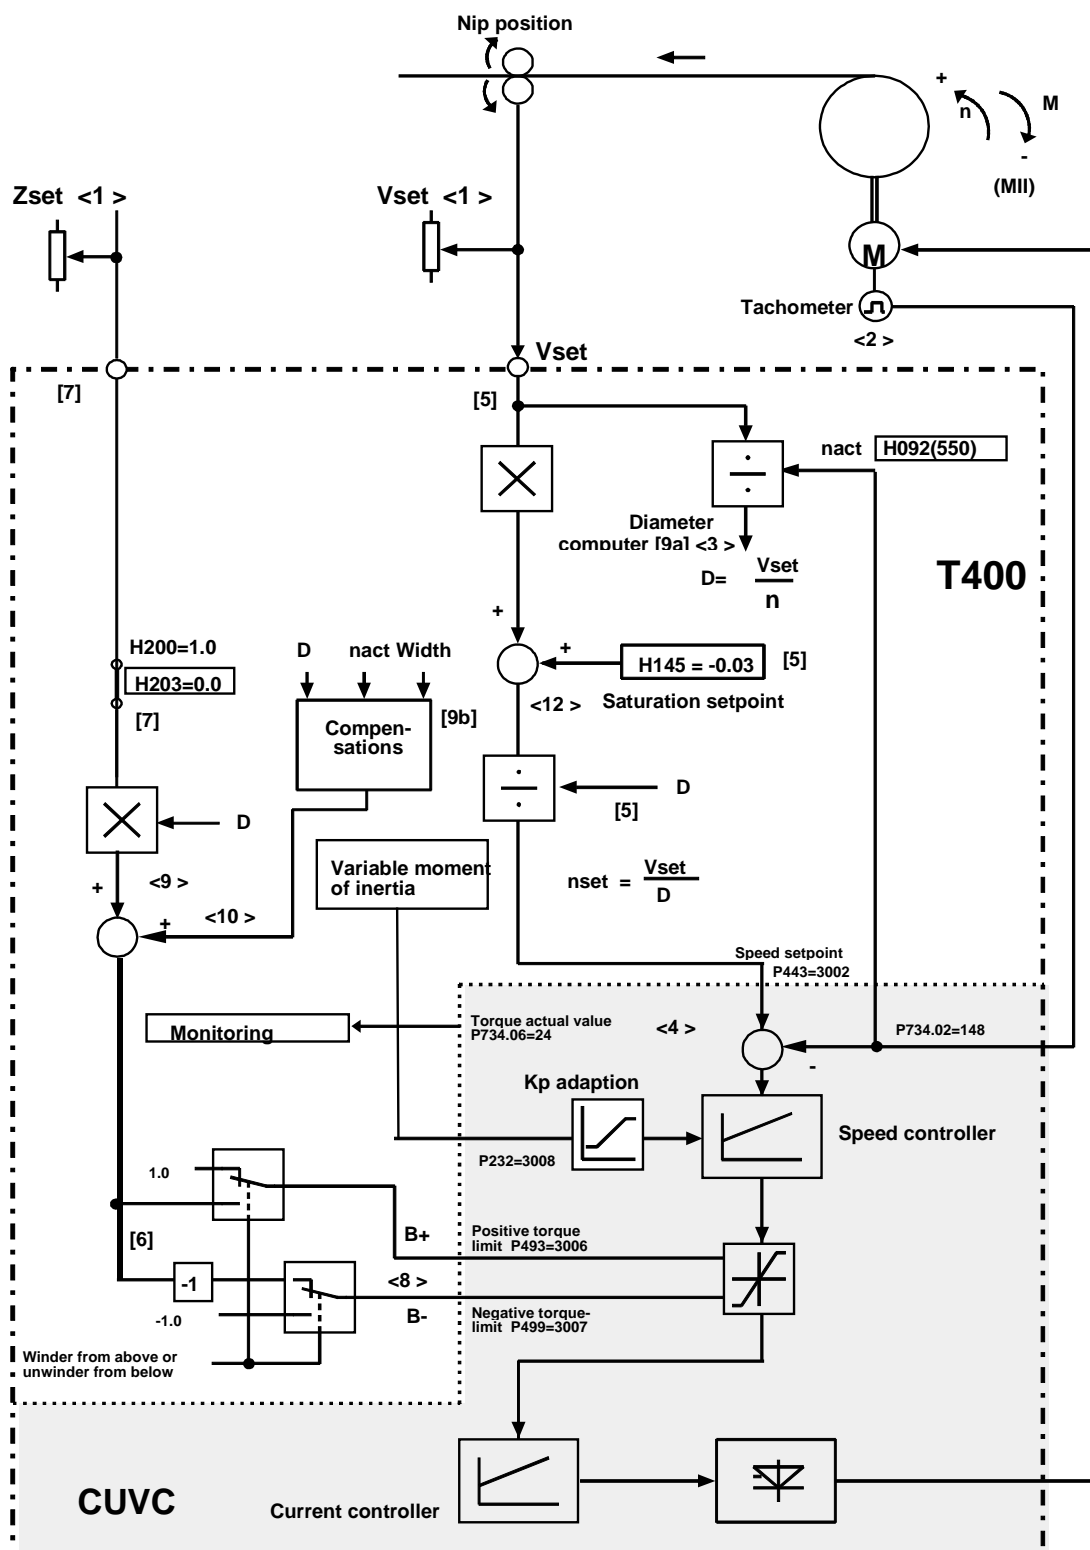 Nip position
+
n
M
-
(MII)
Zset <1 >
Vset <1 >
M
Tachometer
<2 >
Vset
[7]
[5]
nact H092(550)
Diameter
computer [9a] <3 >
D= Vset
n
T400
+
H200=1.0
D nact Width
+
H145 = -0.03 [5]
H203=0.0
<12 > Saturation setpoint
[7]
[9b]
Compen-
sations
D
[5]
D
Variable moment
of inertia
nset = Vset
D
<9 >
+
<10 >
+
Speed setpoint
P443=3002
Monitoring
Torque actual value
P734.06=24
<4 >
P734.02=148
-
Kp adaption
Speed controller
P232=3008
1.0
[6]
B+
Positive torque
limit P493=3006
-1
<8 >
-1.0
B-
Negative torque-
limit P499=3007
Winder from above or
unwinder from below
CUVC
Current controller